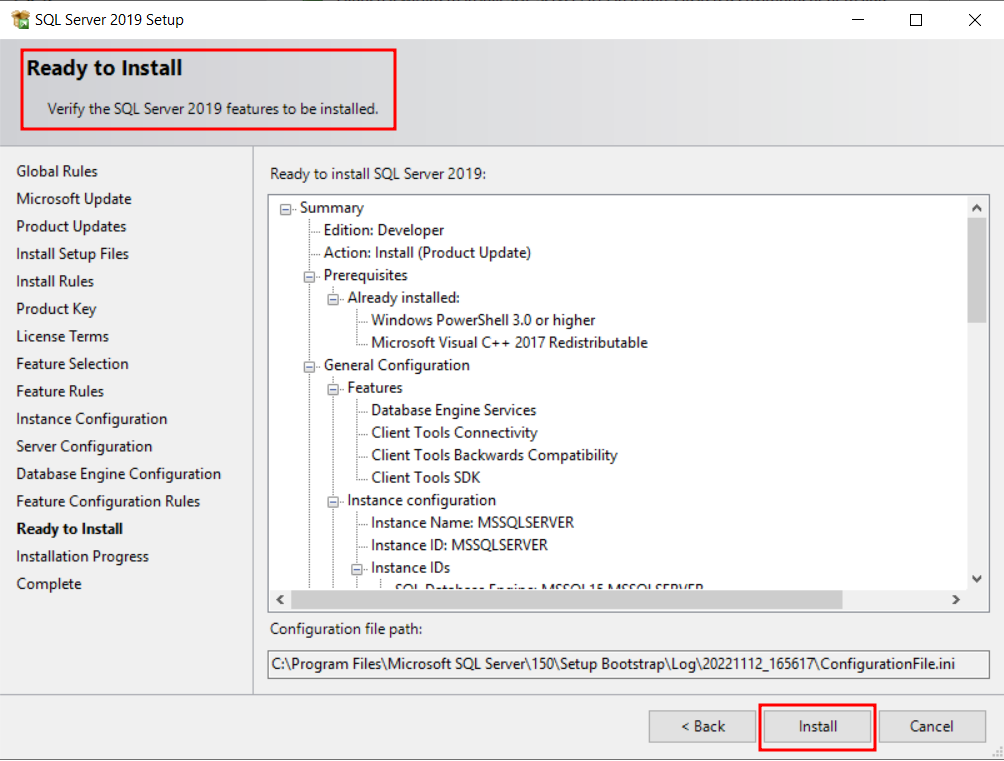 SQL Server 2019 Setup
Ready to Install
Verify the SQL Server 2019 features to be installed.
Global Rules
Microsoft Update
Product Updates
Install Setup Files
Install Rules
Product Key
License Terms
Feature Selection
Feature Rules
Instance Configuration
Server Configuration
Database Engine Configuration
Feature Configuration Rules
Ready to Install
Installation Progress
Complete
Ready to install SQL Server 2019:
Summary
Edition: Developer
Action: Install (Product Update)
Prerequisites
Already installed:
Windows PowerShell 3.0 or higher
Microsoft Visual C++ 2017 Redistributable
General Configuration
Features
Database Engine Services
Client Tools Connectivity
Client Tools Backwards Compatibility
Client Tools SDK
Instance configuration
Instance Name: MSSQLSERVER
Instance ID: MSSQLSERVER
Instance IDs
SQL Database Engine: MSSQL15.MSSQLSERVER
Configuration file path:
C:\Program Files\Microsoft SQL Server\150\Setup Bootstrap\Log\20221112_165617\ConfigurationFile.ini
< Back
Install
Cancel